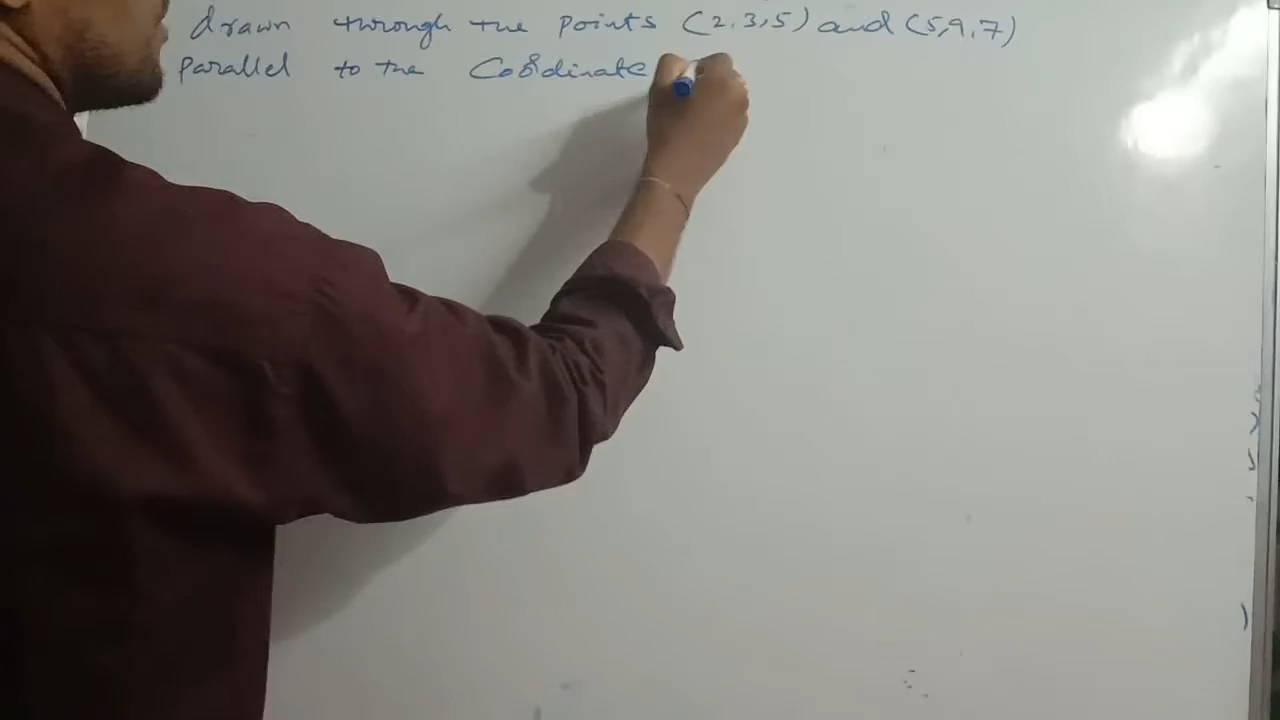 drawn through the points (2,3,5) and (5,9,7)
parallel to the Coordinate